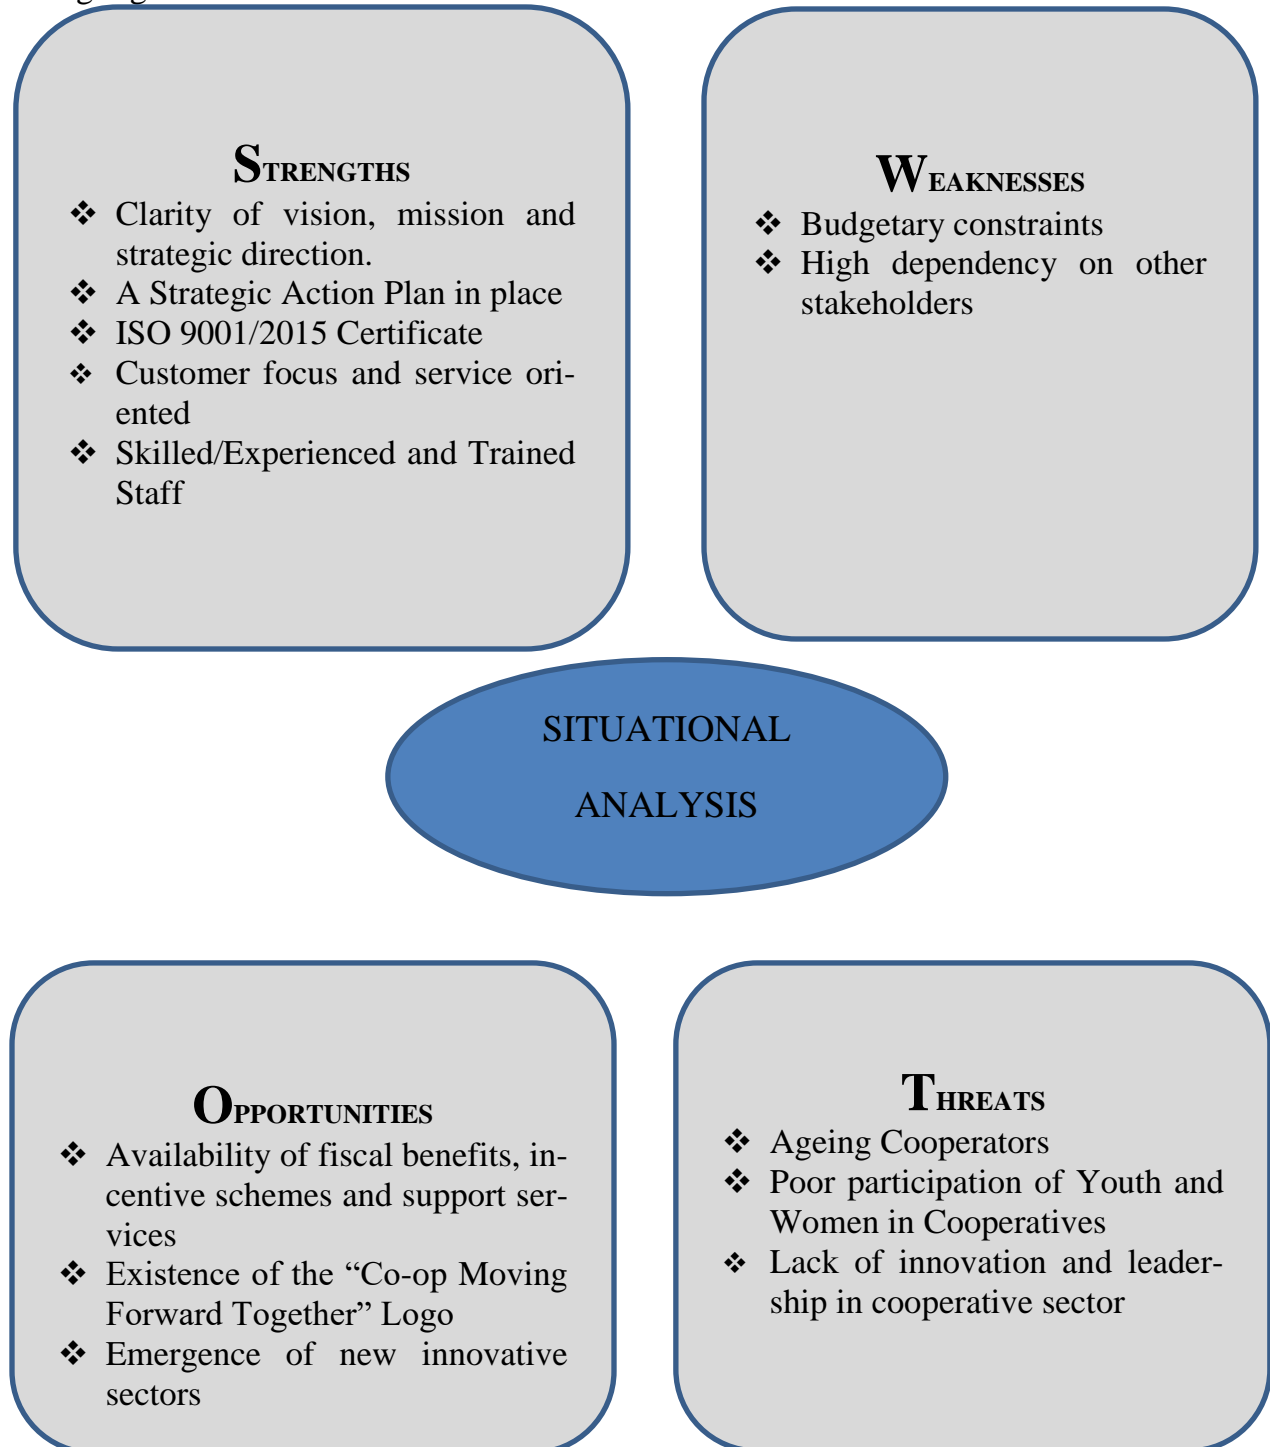 STRENGTHS
❖ Clarity of vision, mission and
strategic direction.
❖ A Strategic Action Plan in place
❖ ISO 9001/2015 Certificate
❖ Customer focus and service ori-
ented
❖ Skilled/Experienced and Trained
Staff
WEAKNESSES
❖ Budgetary constraints
❖ High dependency on other
stakeholders
SITUATIONAL
ANALYSIS
OPPORTUNITIES
❖ Availability of fiscal benefits, in-
centive schemes and support ser-
vices
❖ Existence of the “Co-op Moving
Forward Together” Logo
❖ Emergence of new innovative
sectors
THREATS
❖ Ageing Cooperators
❖ Poor participation of Youth and
Women in Cooperatives
❖ Lack of innovation and leader-
ship in cooperative sector